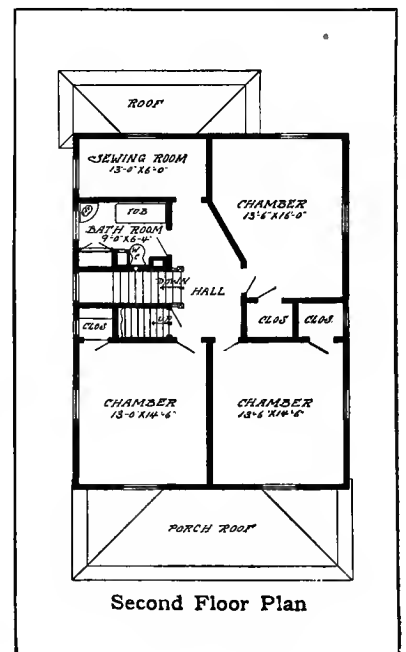 ROOF
SEWING ROOM
13'-0"X6'-0"
CHAMBER
13'-6"X16'-0"
TUB
BATH ROOM
9'-0"X6-4"
W
C
DOWN
HALL
UP
CLOS
CLOS
CLOS.
CHAMBER
13'-0"X14'-6"
CHAMBER
13'-6"X14'-6"
PORCH ROOF
Second Floor Plan